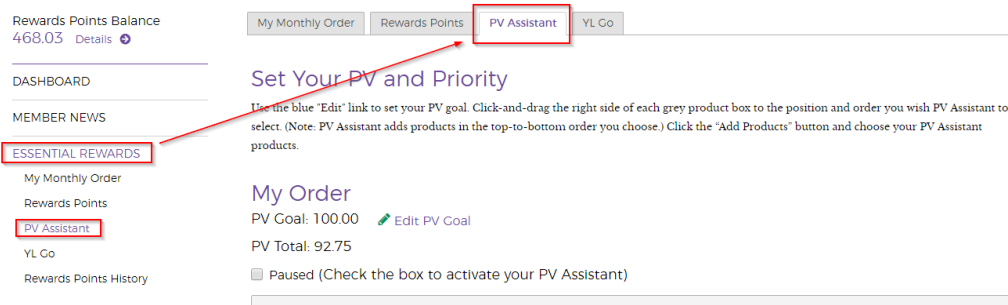 Rewards Points Balance
468.03 Details
DASHBOARD
MEMBER NEWS
ESSENTIAL REWARDS
My Monthly Order
Rewards Points
PV Assistant
YL Go
Rewards Points History
My Monthly Order
Rewards Points
PV Assistant
YL Go
Set Your PV and Priority
Use the blue "Edit" link to set your PV goal. Click-and-drag the right side of each grey product box to the position and order you wish PV Assistant to
select. (Note: PV Assistant adds products in the top-to-bottom order you choose.) Click the "Add Products" button and choose your PV Assistant
products.
My Order
PV Goal: 100.00 Edit PV Goal
PV Total: 92.75
Paused (Check the box to activate your PV Assistant)